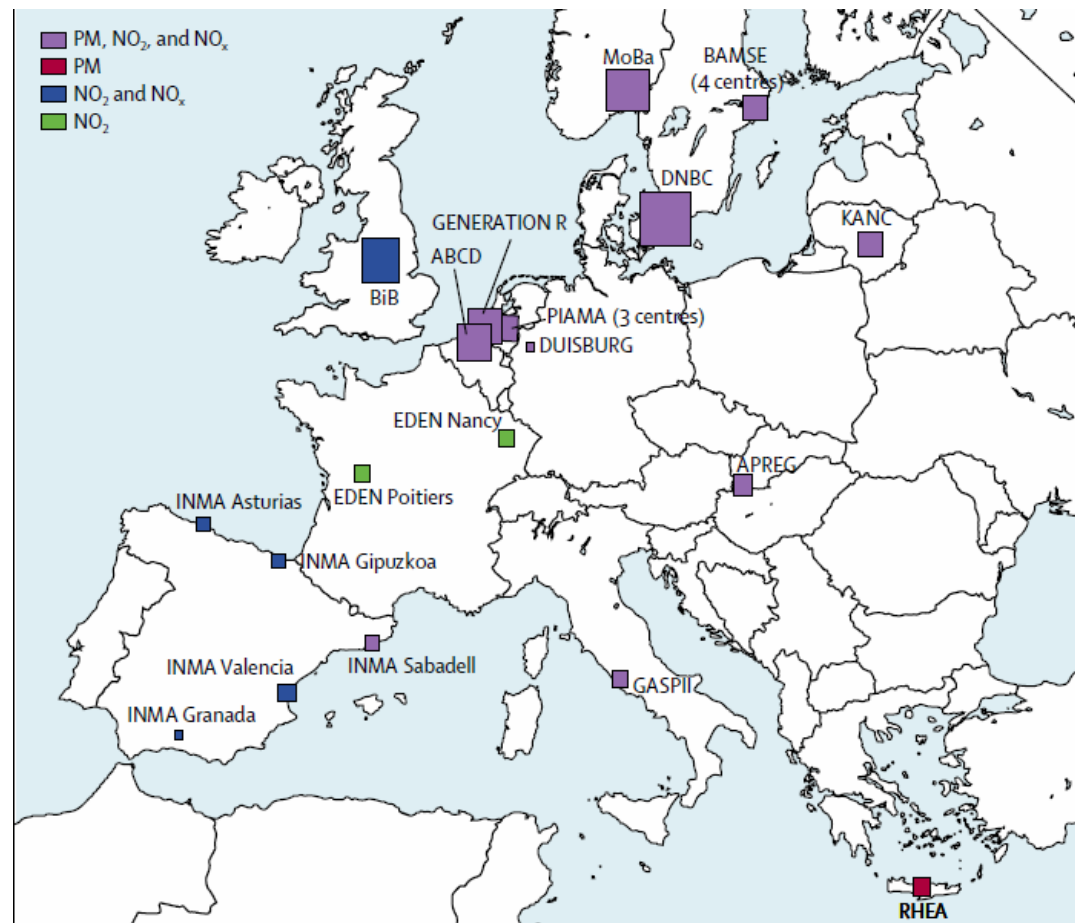 PM, NO₂, and NOₓ
PM
NO₂ and NOₓ
NO₂
MoBa
BAMSE
(4 centres)
DNBC
GENERATION R
KANC
ABCD
BiB
PIAMA (3 centres)
DUISBURG
EDEN Nancy
APREG
EDEN Poitiers
INMA Asturias
INMA Gipuzkoa
INMA Valencia
INMA Sabadell
GASPII
INMA Granada
RHEA